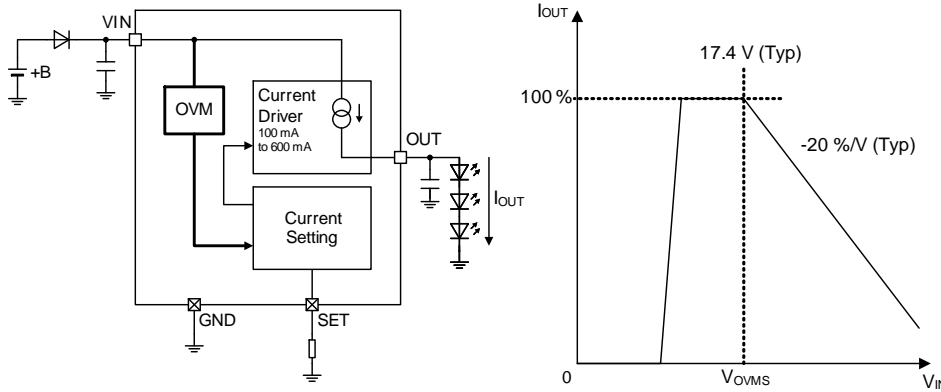 VIN
+B
OVM
Current
Driver
100 mA
to 600 mA
OUT
IOUT
Current
Setting
GND
SET
IOUT
17.4 V (Typ)
100 %
-20 %/V (Typ)
0
VOVMS
VIN